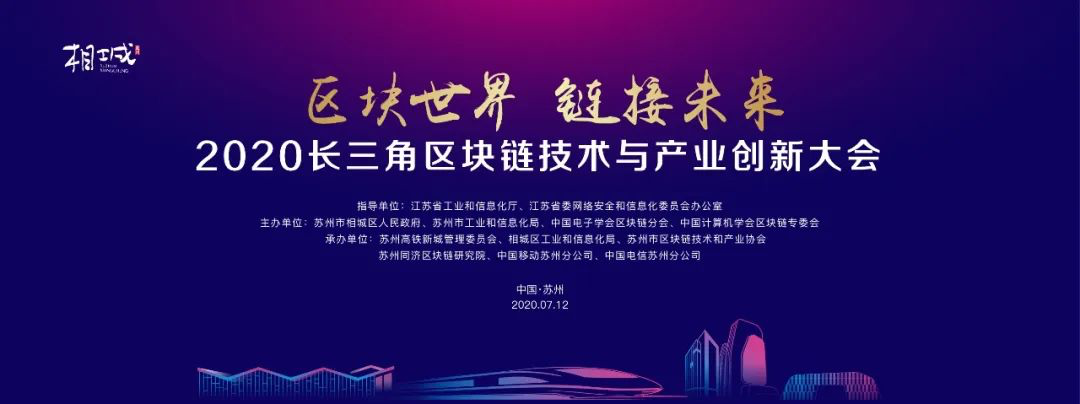 相城
区块世界 链接未来
2020长三角区块链技术与产业创新大会
指导单位：江苏省工业和信息化厅、江苏省委网络安全和信息化委员会办公室
主办单位：苏州市相城区人民政府、苏州市工业和信息化局、中国电子学会区块链分会、中国计算机学会区块链专委会
承办单位：苏州高铁新城管理委员会、相城区工业和信息化局、苏州市区块链技术和产业协会
苏州同济区块链研究院、中国移动苏州分公司、中国电信苏州分公司
中国·苏州
2020.07.12